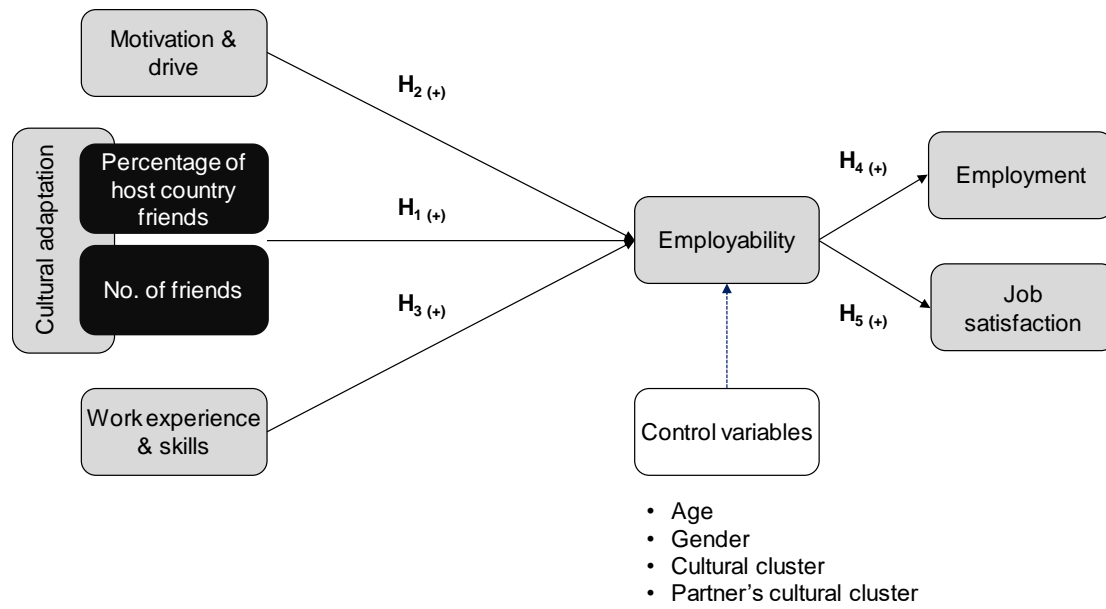 Motivation &
drive
H2 (+)
Cultural adaptation
Percentage of
host country
friends
H1 (+)
No. of friends
H3 (+)
Work experience
& skills
Employability
H4 (+)
Employment
H5 (+)
Job
satisfaction
Control variables
• Age
• Gender
• Cultural cluster
• Partner's cultural cluster